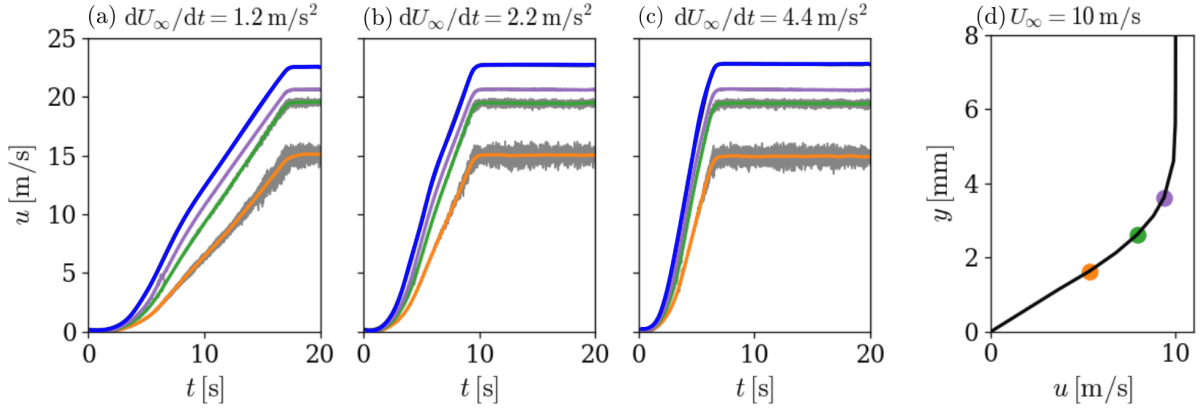 (a) dU∞/dt = 1.2 m/s²
(b) dU∞/dt = 2.2 m/s²
(c) dU∞/dt = 4.4 m/s²
(d) U∞ = 10 m/s
25
20
15
10
5
0
u [m/s]
0 10 20
t [s]
0 10 20
t [s]
0 10 20
t [s]
8
6
4
2
0
y [mm]
0 10
u [m/s]